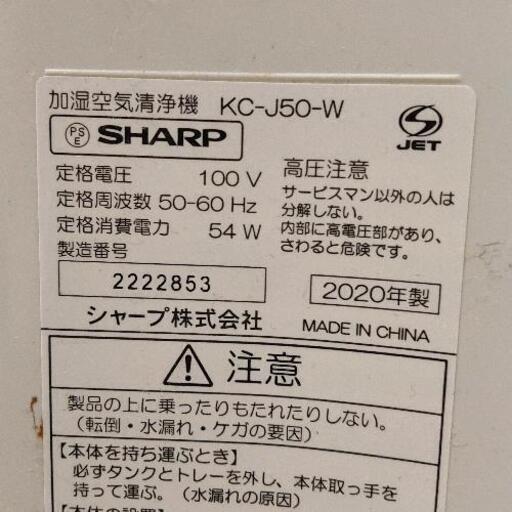 加湿空気清浄機 KC-J50-W
PS E SHARP
JET
定格電圧 100 V
定格周波数 50-60 Hz
定格消費電力 54 W
製造番号
2222853
シャープ株式会社
高圧注意
サービスマン以外の人は
分解しない。
内部に高電圧部があり、
さわると危険です。
2020年製
MADE IN CHINA
注意
製品の上に乗ったりもたれたりしない。
（転倒・水漏れ・ケガの要因）
【本体を持ち運ぶとき】
必ずタンクとトレーを外し、本体取っ手を
持って運ぶ。（水漏れの原因）